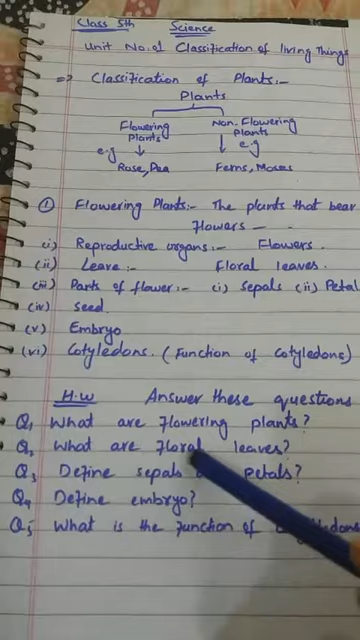 Class 5th Science
Unit No.01 Classification of living Things
=> Classification of Plants:-
Plants
Flowering Plants Non.Flowering Plants
e.g e.g
Rose, Pea Ferns, Moses
① Flowering Plants:- The plants that bear
flowers -
(i) Reproductive organs:- Flowers.
(ii) Leave:- Floral leaves.
(iii) Parts of flower:- (i) Sepals (ii) Petal
(iv) seed.
(v) Embryo
(vi) Cotyledons. (Function of Cotyledons)
H.W Answer these questions
Q1 What are flowering plants?
Q2 What are Floral leaves?
Q3 Define sepals Petals?
Q4 Define embryo?
Q5 What is the function of